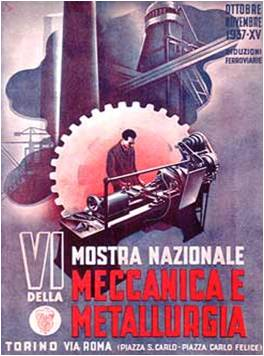 OTTOBRE
NOVEMBRE
1937-XV
RIDUZIONI
FERROVIARIE
VI MOSTRA NAZIONALE
DELLA MECCANICA E
METALLURGIA
TORINO VIA ROMA (PIAZZA S. CARLO - PIAZZA CARLO FELICE)